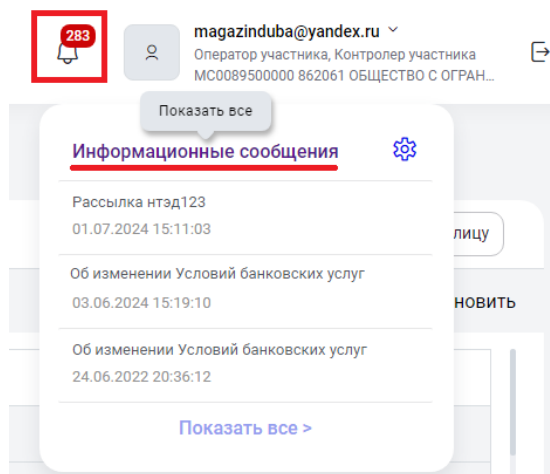 283
magazinduba@yandex.ru
Оператор участника, Контролер участника
МС0089500000 862061 ОБЩЕСТВО С ОГРАН...
Показать все
Информационные сообщения
Рассылка нтэд123
01.07.2024 15:11:03
лицу
Об изменении Условий банковских услуг
03.06.2024 15:19:10
новить
Об изменении Условий банковских услуг
24.06.2022 20:36:12
Показать все >